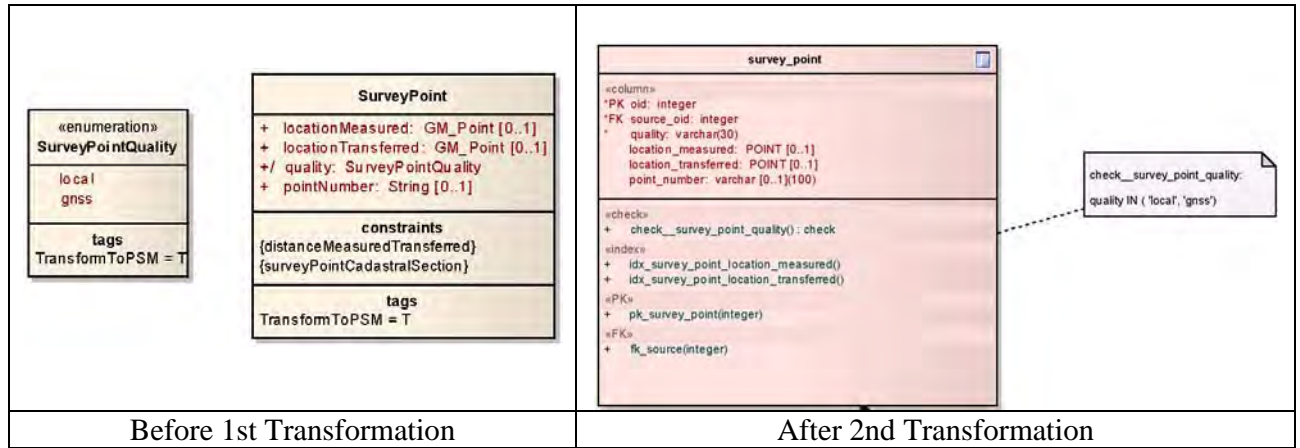 «enumeration»
SurveyPointQuality
local
gnss
tags
TransformToPSM = T
SurveyPoint
+ locationMeasured: GM_Point [0..1]
+ locationTransferred: GM_Point [0..1]
+/ quality: SurveyPointQuality
+ pointNumber: String [0..1]
constraints
{distanceMeasuredTransferred}
{surveyPointCadastralSection}
tags
TransformToPSM = T
survey_point
«column»
*PK oid: integer
*FK source_oid: integer
* quality: varchar(30)
location_measured: POINT [0..1]
location_transferred: POINT [0..1]
point_number: varchar [0..1](100)
«check»
+ check__survey_point_quality() : check
«index»
+ idx_survey_point_location_measured()
+ idx_survey_point_location_transferred()
«PK»
+ pk_survey_point(integer)
«FK»
+ fk_source(integer)
check__survey_point_quality:
quality IN ( 'local', 'gnss')
Before 1st Transformation
After 2nd Transformation